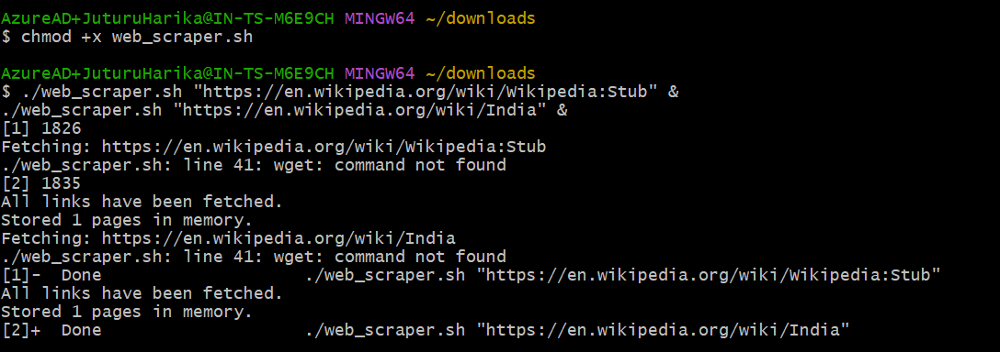 AzureAD+JuturuHarika@IN-TS-M6E9CH MINGW64 ~/downloads
$ chmod +x web_scraper.sh
AzureAD+JuturuHarika@IN-TS-M6E9CH MINGW64 ~/downloads
$ ./web_scraper.sh "https://en.wikipedia.org/wiki/Wikipedia:Stub" &
./web_scraper.sh "https://en.wikipedia.org/wiki/India" &
[1] 1826
Fetching: https://en.wikipedia.org/wiki/Wikipedia:Stub
./web_scraper.sh: line 41: wget: command not found
[2] 1835
All links have been fetched.
Stored 1 pages in memory.
Fetching: https://en.wikipedia.org/wiki/India
./web_scraper.sh: line 41: wget: command not found
[1]-  Done                    ./web_scraper.sh "https://en.wikipedia.org/wiki/Wikipedia:Stub"
All links have been fetched.
Stored 1 pages in memory.
[2]+  Done                    ./web_scraper.sh "https://en.wikipedia.org/wiki/India"